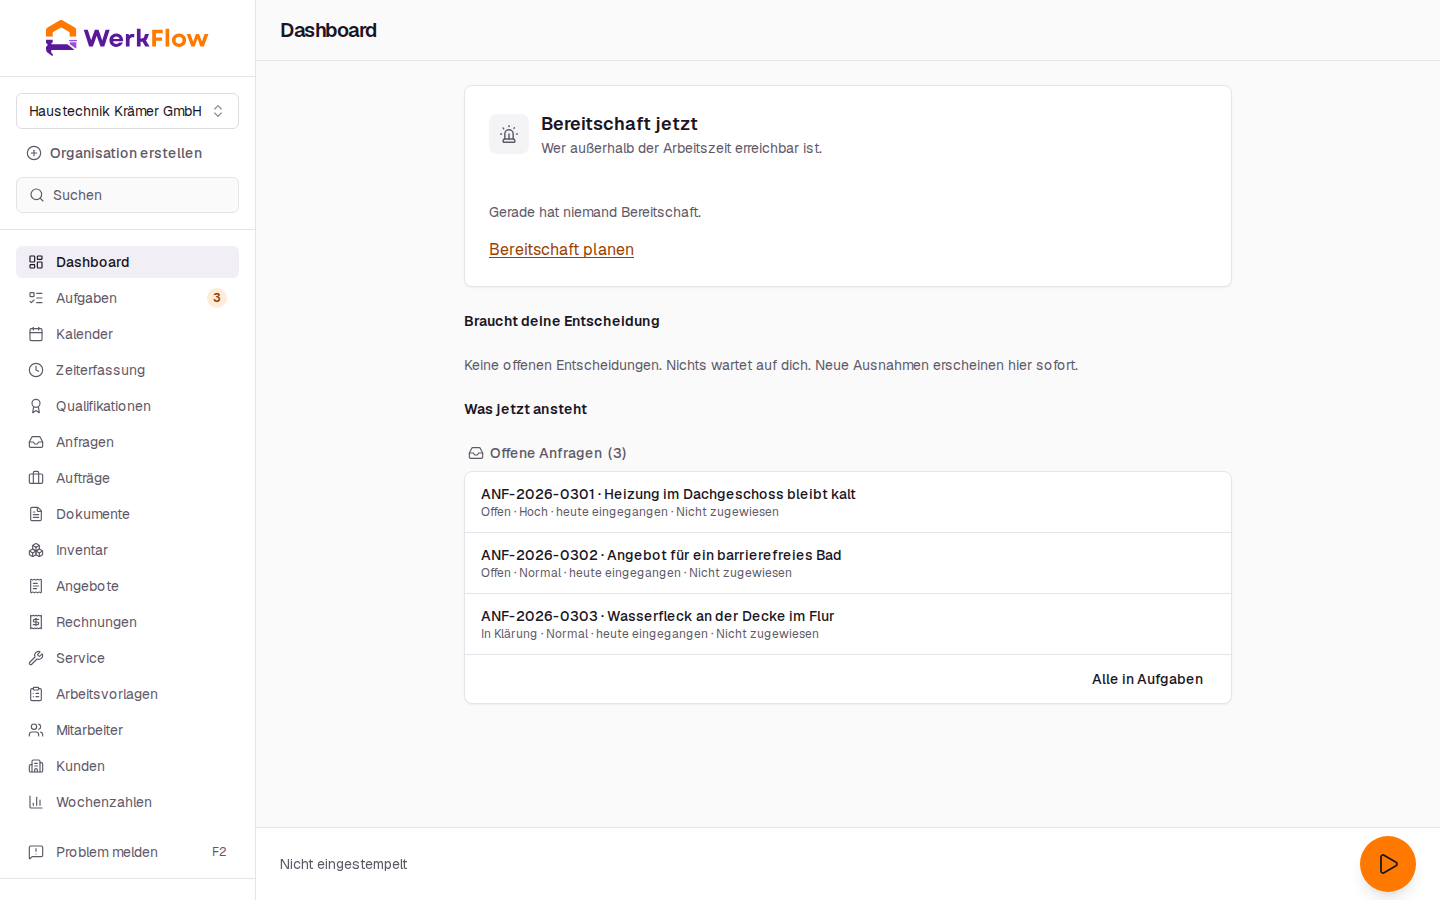 WerkFlow
Haustechnik Krämer GmbH
Organisation erstellen
Suchen
Dashboard
Aufgaben 3
Kalender
Zeiterfassung
Qualifikationen
Anfragen
Aufträge
Dokumente
Inventar
Angebote
Rechnungen
Service
Arbeitsvorlagen
Mitarbeiter
Kunden
Wochenzahlen
Problem melden F2
Dashboard
Bereitschaft jetzt
Wer außerhalb der Arbeitszeit erreichbar ist.
Gerade hat niemand Bereitschaft.
Bereitschaft planen
Braucht deine Entscheidung
Keine offenen Entscheidungen. Nichts wartet auf dich. Neue Ausnahmen erscheinen hier sofort.
Was jetzt ansteht
Offene Anfragen (3)
ANF-2026-0301 · Heizung im Dachgeschoss bleibt kalt
Offen · Hoch · heute eingegangen · Nicht zugewiesen
ANF-2026-0302 · Angebot für ein barrierefreies Bad
Offen · Normal · heute eingegangen · Nicht zugewiesen
ANF-2026-0303 · Wasserfleck an der Decke im Flur
In Klärung · Normal · heute eingegangen · Nicht zugewiesen
Alle in Aufgaben
Nicht eingestempelt